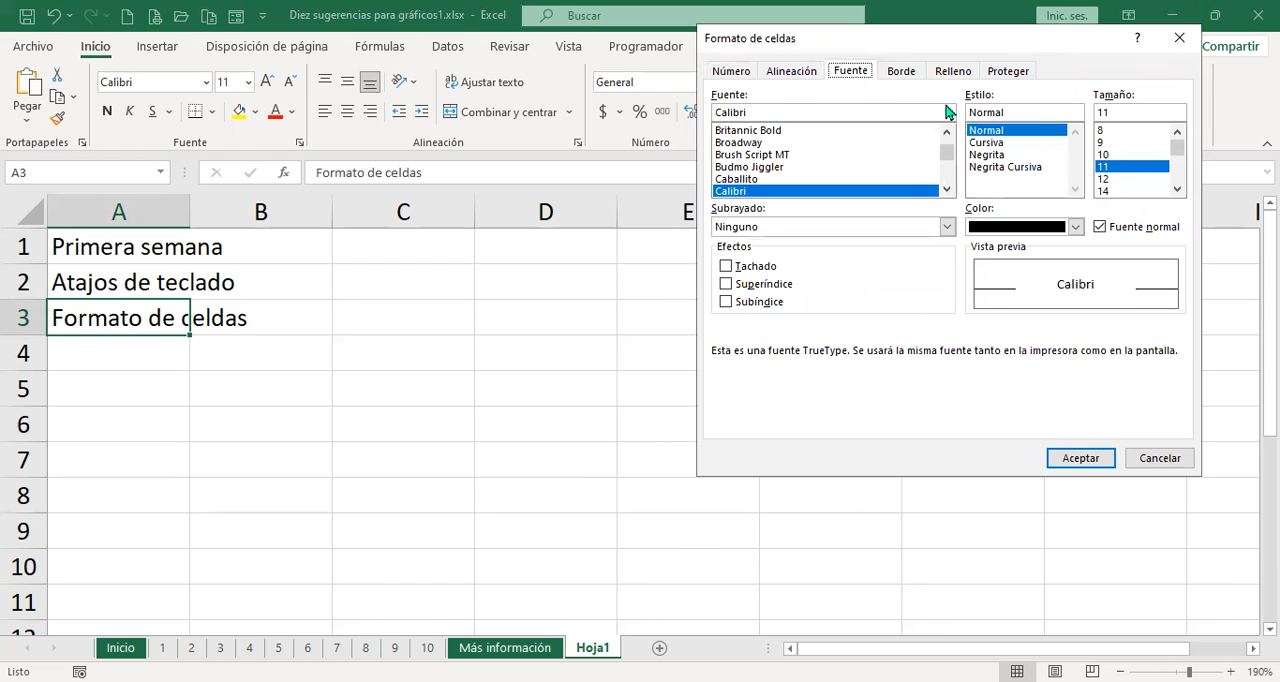 Diez sugerencias para gráficos1.xlsx - Excel
Buscar
Inic. ses.
Archivo Inicio Insertar Disposición de página Fórmulas Datos Revisar Vista Programador
Compartir
Pegar
Calibri 11
N K S
Ajustar texto
Combinar y centrar
General
$ %
Portapapeles Fuente Alineación Número
A3
Formato de celdas
A B C D E I
1 Primera semana
2 Atajos de teclado
3 Formato de celdas
4
5
6
7
8
9
10
11
12
Formato de celdas ?
Número Alineación Fuente Borde Relleno Proteger
Fuente: Estilo: Tamaño:
Calibri Normal 11
Britannic Bold Normal 8
Broadway Cursiva 9
Brush Script MT Negrita 10
Budmo Jiggler Negrita Cursiva 11
Caballito 12
Calibri 14
Subrayado: Color:
Ninguno Fuente normal
Efectos Vista previa
Tachado
Superíndice
Subíndice
Calibri
Esta es una fuente TrueType. Se usará la misma fuente tanto en la impresora como en la pantalla.
Aceptar Cancelar
Inicio 1 2 3 4 5 6 7 8 9 10 Más información Hoja1
Listo
190%